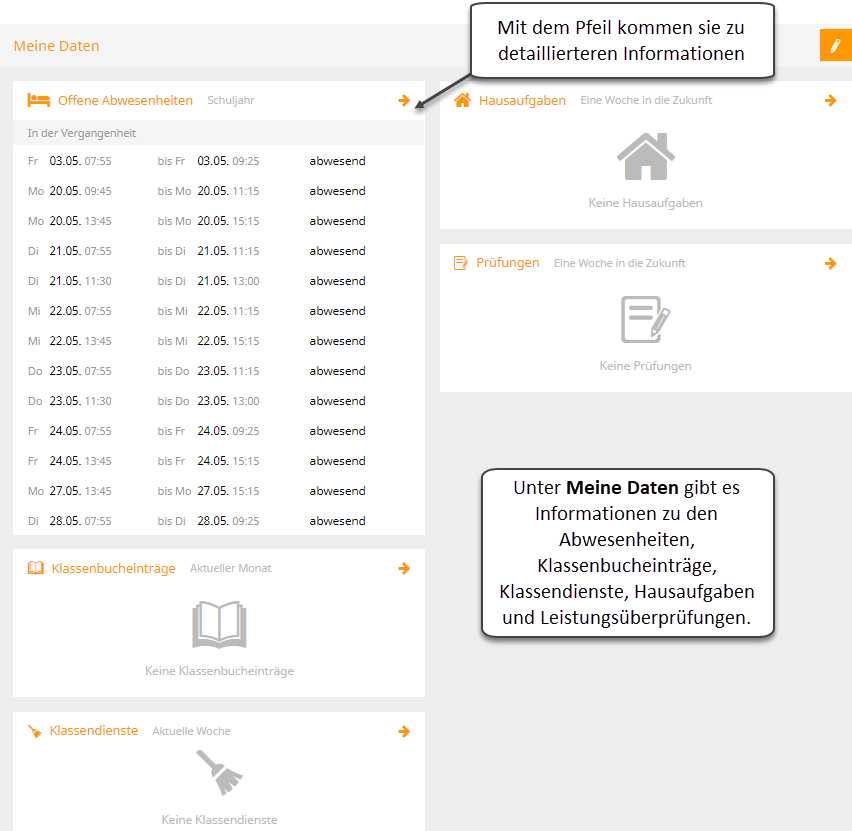 Mit dem Pfeil kommen sie zu
detaillierteren Informationen
Meine Daten
Offene Abwesenheiten Schuljahr
In der Vergangenheit
Fr 03.05. 07:55 bis Fr 03.05. 09:25 abwesend
Mo 20.05. 09:45 bis Mo 20.05. 11:15 abwesend
Mo 20.05. 13:45 bis Mo 20.05. 15:15 abwesend
Di 21.05. 07:55 bis Di 21.05. 11:15 abwesend
Di 21.05. 11:30 bis Di 21.05. 13:00 abwesend
Mi 22.05. 07:55 bis Mi 22.05. 11:15 abwesend
Mi 22.05. 13:45 bis Mi 22.05. 15:15 abwesend
Do 23.05. 07:55 bis Do 23.05. 11:15 abwesend
Do 23.05. 11:30 bis Do 23.05. 13:00 abwesend
Fr 24.05. 07:55 bis Fr 24.05. 09:25 abwesend
Fr 24.05. 13:45 bis Fr 24.05. 15:15 abwesend
Mo 27.05. 13:45 bis Mo 27.05. 15:15 abwesend
Di 28.05. 07:55 bis Di 28.05. 09:25 abwesend
Klassenbucheinträge Aktueller Monat
Keine Klassenbucheinträge
Klassendienste Aktuelle Woche
Keine Klassendienste
Hausaufgaben Eine Woche in die Zukunft
Keine Hausaufgaben
Prüfungen Eine Woche in die Zukunft
Keine Prüfungen
Unter Meine Daten gibt es
Informationen zu den
Abwesenheiten,
Klassenbucheinträge,
Klassendienste, Hausaufgaben
und Leistungsüberprüfungen.